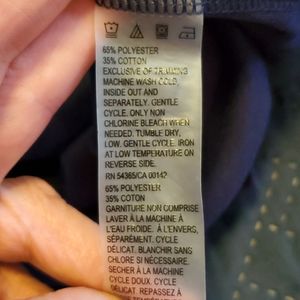 65% POLYESTER
35% COTTON
EXCLUSIVE OF TRIMMING
MACHINE WASH COLD,
INSIDE OUT AND
SEPARATELY. GENTLE
CYCLE. ONLY NON
CHLORINE BLEACH WHEN
NEEDED. TUMBLE DRY,
LOW, GENTLE CYCLE. IRON
AT LOW TEMPERATURE ON
REVERSE SIDE.
RN 54365/CA 00142
65% POLYESTER
35% COTON
GARNITURE NON COMPRISE
LAVER À LA MACHINE À
L'EAU FROIDE. À L'ENVERS,
SÉPARÉMENT. CYCLE
DÉLICAT. BLANCHIR SANS
CHLORE SI NÉCESSAIRE.
SÉCHER À LA MACHINE
CYCLE DOUX. CYCLE
DÉLICAT. REPASSEZ À